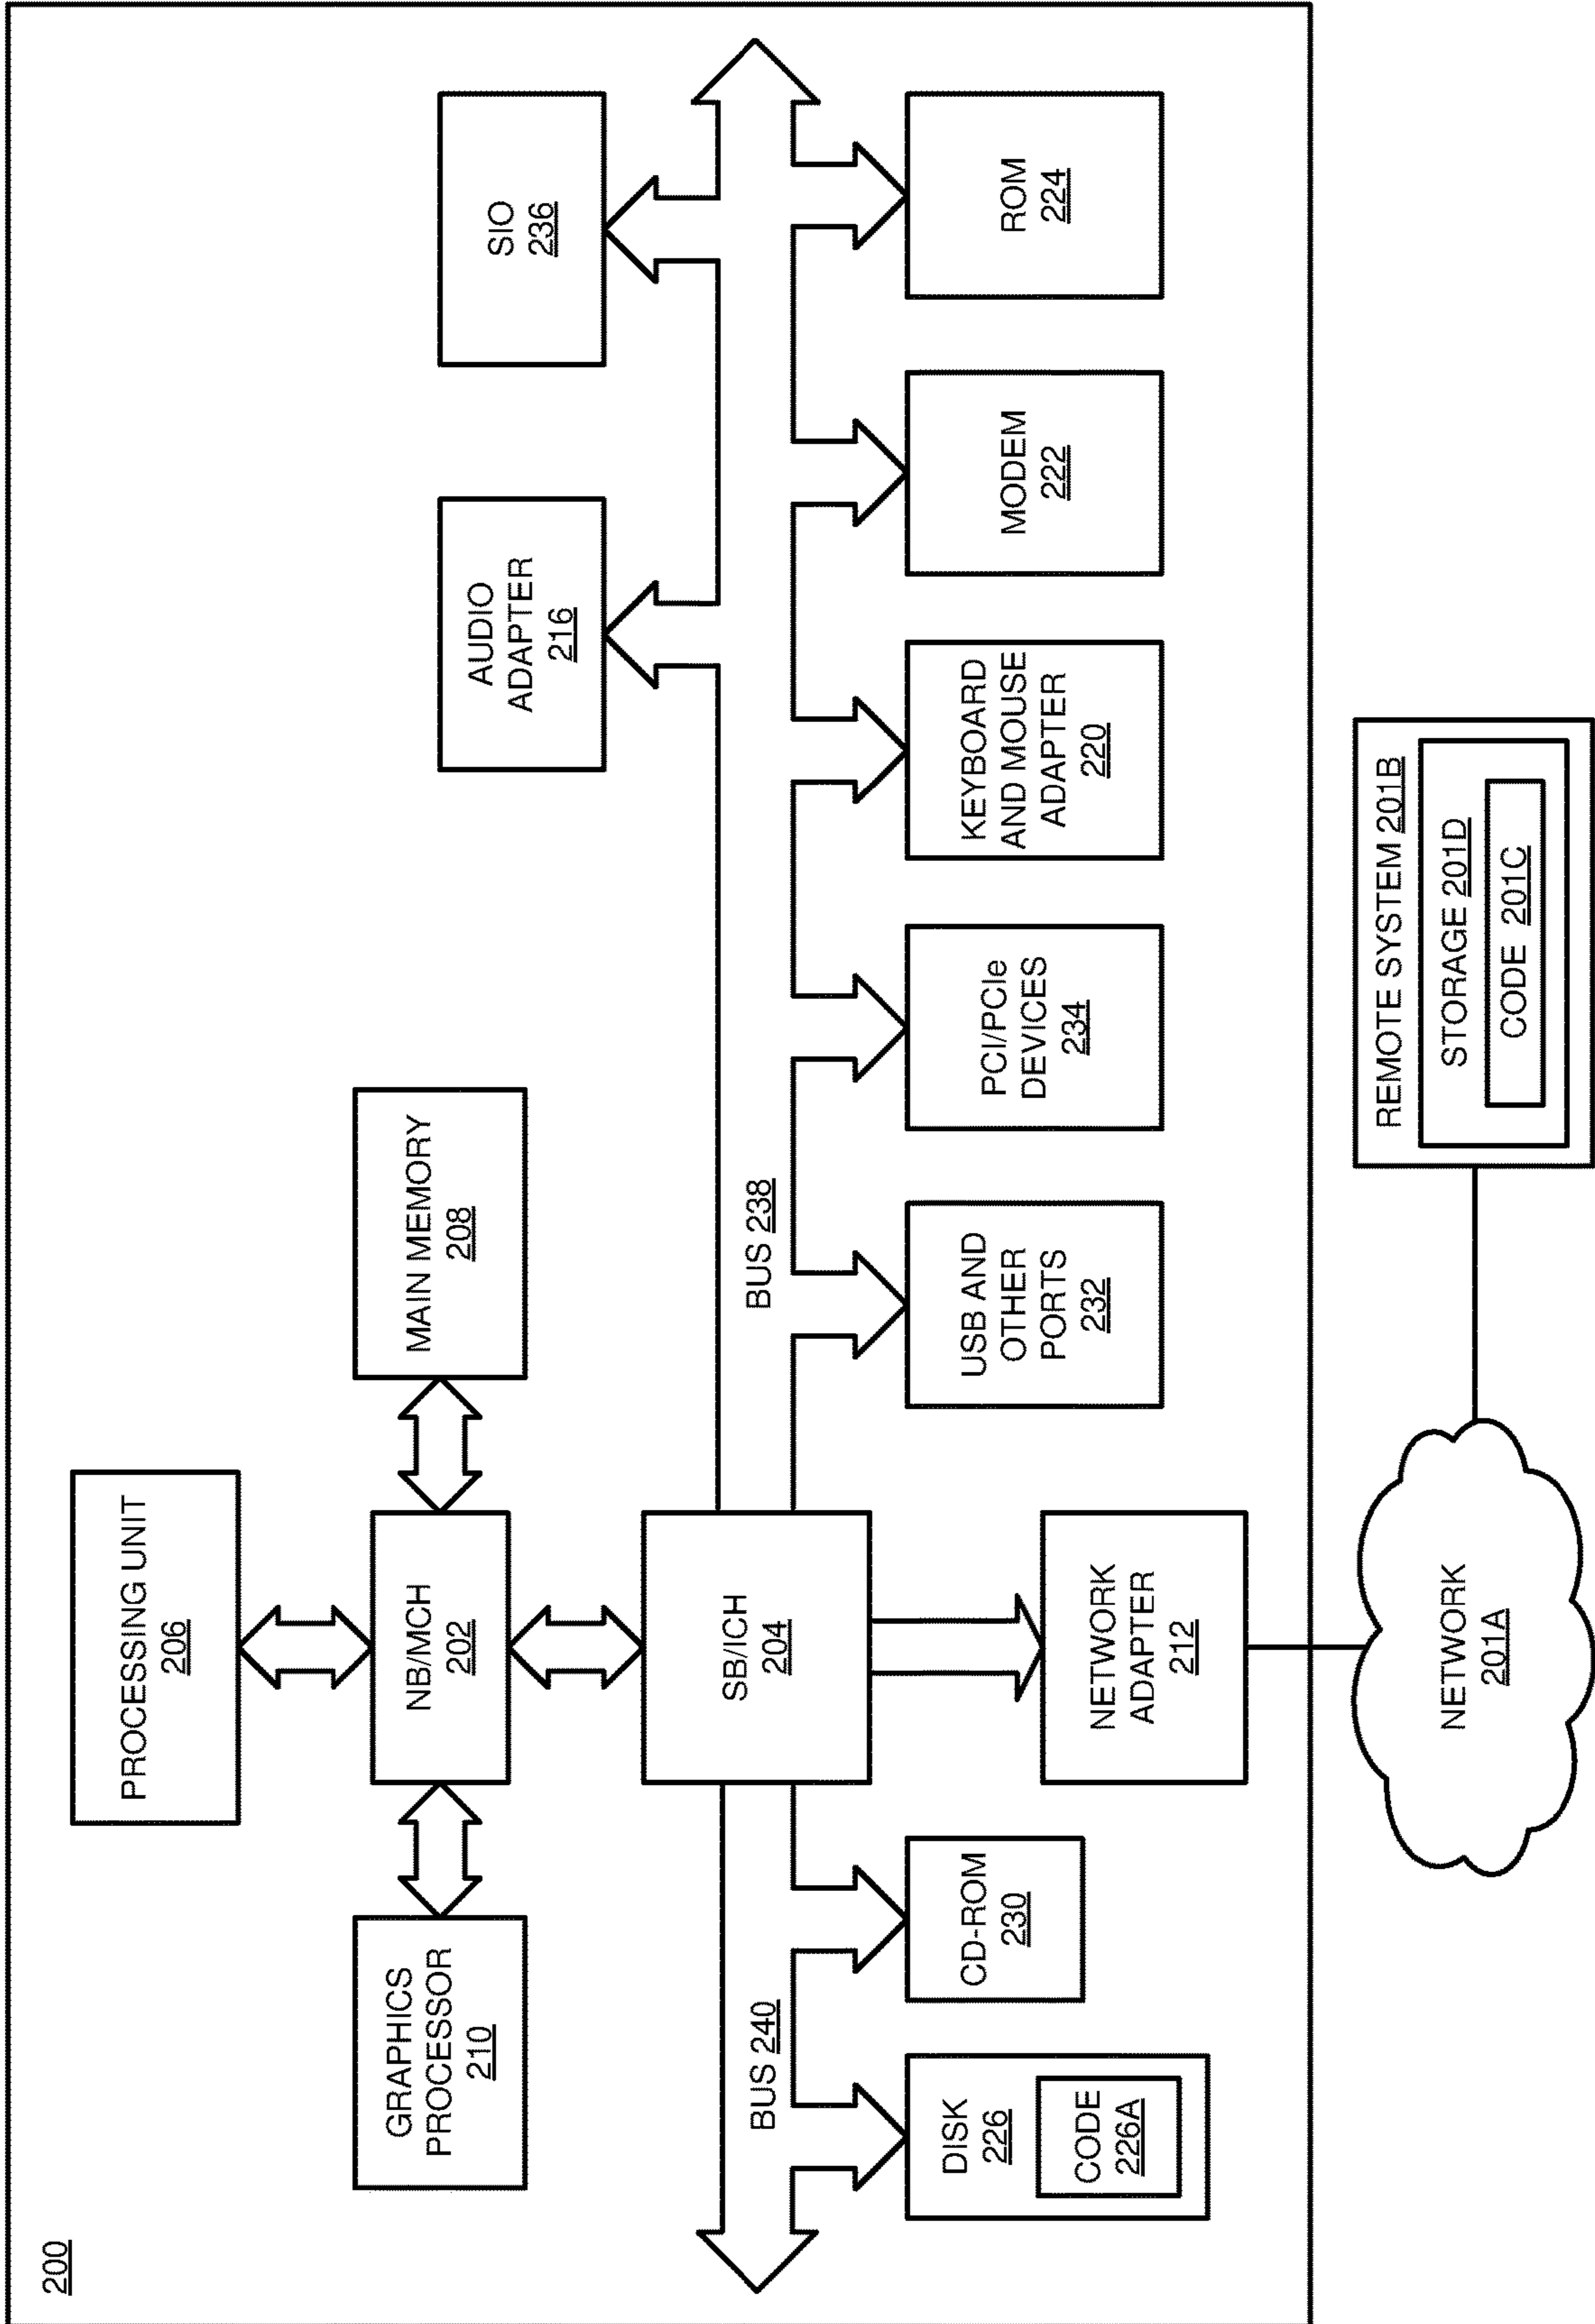 200
PROCESSING UNIT
206
GRAPHICS
PROCESSOR
210
NB/MCH
202
MAIN MEMORY
208
AUDIO
ADAPTER
216
SIO
236
SB/ICH
204
BUS 240
BUS 238
DISK
226
CODE
226A
CD-ROM
230
NETWORK
ADAPTER
212
USB AND
OTHER
PORTS
232
PCI/PCIe
DEVICES
234
KEYBOARD
AND MOUSE
ADAPTER
220
MODEM
222
ROM
224
NETWORK
201A
REMOTE SYSTEM 201B
STORAGE 201D
CODE 201C